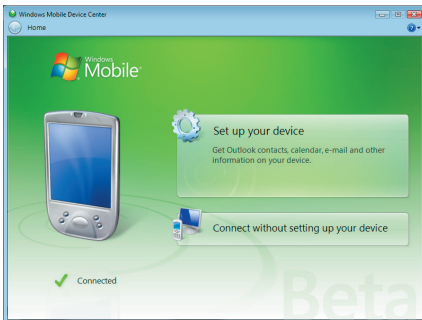 Windows Mobile Device Center
Home
Windows
Mobile
Set up your device
Get Outlook contacts, calendar, e-mail and other
information on your device.
Connect without setting up your device
Connected
Beta